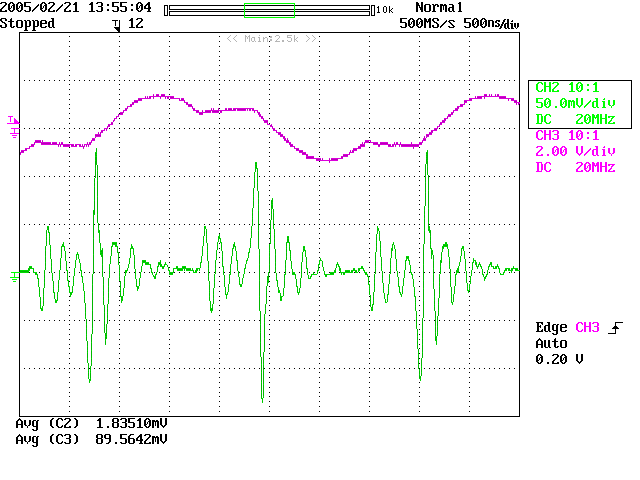 2005/02/21 13:55:04 10k Normal
Stopped 12 500MS/s 500ns/div
<< Main:2.5k >>
CH2 10:1
50.0mV/div
DC 20MHz
CH3 10:1
2.00 V/div
DC 20MHz
Edge CH3
Auto
0.20 V
Avg (C2) 1.83510mV
Avg (C3) 89.5642mV